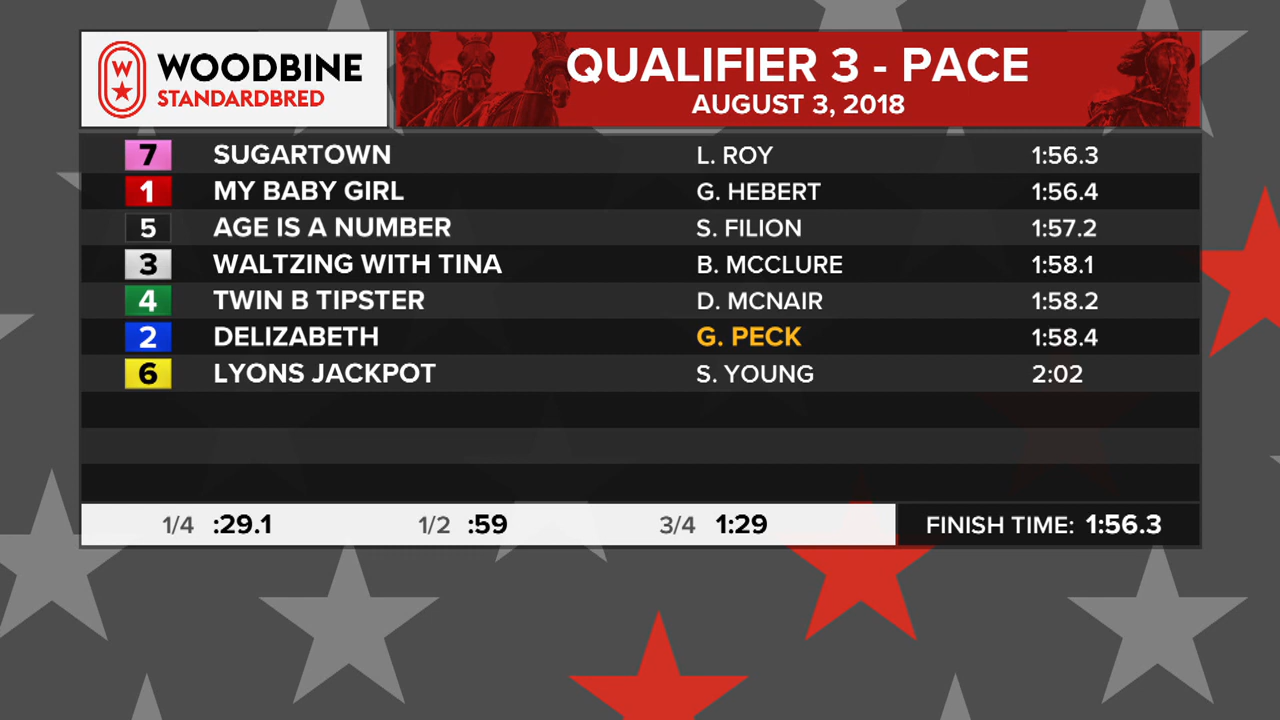 W
WOODBINE
STANDARDBRED
QUALIFIER 3 - PACE
AUGUST 3, 2018
7 SUGARTOWN L. ROY 1:56.3
1 MY BABY GIRL G. HEBERT 1:56.4
5 AGE IS A NUMBER S. FILION 1:57.2
3 WALTZING WITH TINA B. MCCLURE 1:58.1
4 TWIN B TIPSTER D. MCNAIR 1:58.2
2 DELIZABETH G. PECK 1:58.4
6 LYONS JACKPOT S. YOUNG 2:02
1/4 :29.1 1/2 :59 3/4 1:29 FINISH TIME: 1:56.3